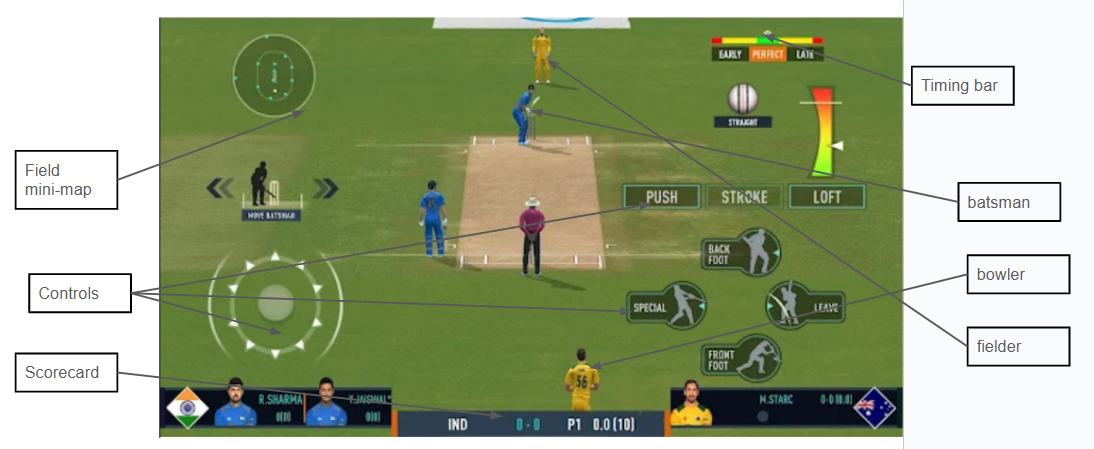 EARLY PERFECT LATE
Timing bar
STRAIGHT
Field
mini-map
MOVE BATSMAN
PUSH STROKE LOFT
batsman
BACK
FOOT
bowler
Controls
SPECIAL
LEAVE
fielder
FRONT
FOOT
Scorecard
56
R.SHARMA
0(0)
Y.JAISWAL*
0(0)
M.STARC 0-0 (0.0)
IND 0 - 0 P1 0.0 (10)